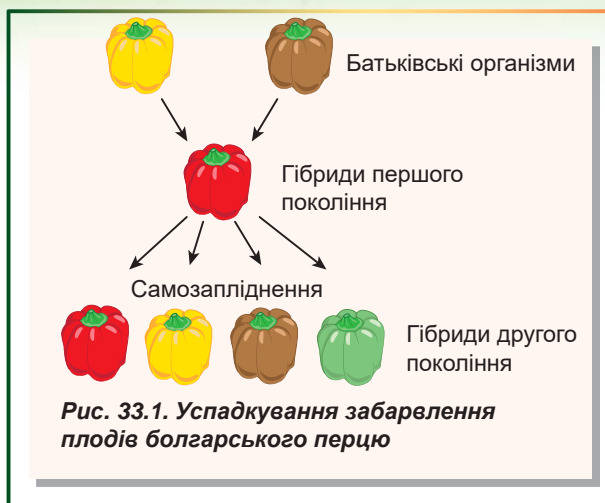 Батьківські організми
Гібриди першого
покоління
Самозапліднення
Гібриди другого
покоління
Рис. 33.1. Успадкування забарвлення
плодів болгарського перцю